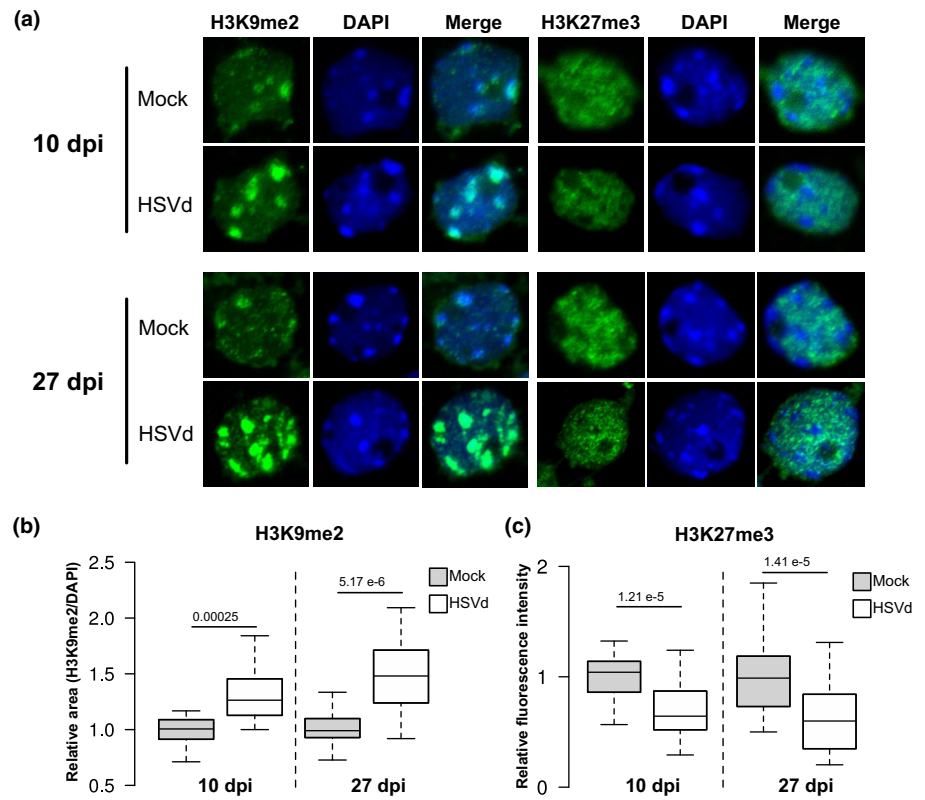 (a)
H3K9me2 DAPI Merge H3K27me3 DAPI Merge
Mock
10 dpi
HSVd
Mock
27 dpi
HSVd
(b)
H3K9me2
Relative area (H3K9me2/DAPI)
2.5
2.0
1.5
1.0
0.5
0.00025
5.17 e-6
Mock
HSVd
10 dpi 27 dpi
(c)
H3K27me3
Relative fluorescence intensity
2
1
0
1.21 e-5
1.41 e-5
Mock
HSVd
10 dpi 27 dpi